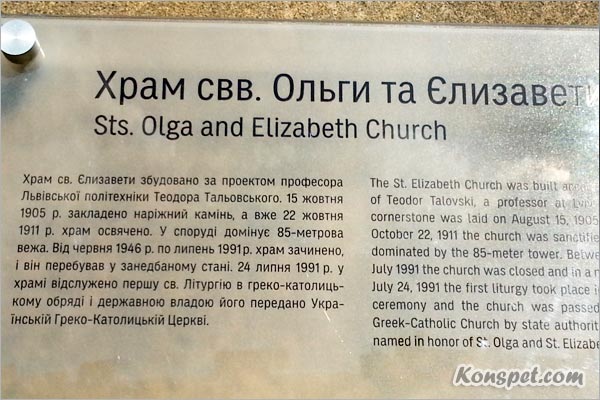 Храм свв. Ольги та Єлизавети
Sts. Olga and Elizabeth Church
Храм св. Єлизавети збудовано за проектом професора
Львівської політехніки Теодора Тальовського. 15 жовтня
1905 р. закладено наріжний камінь, а вже 22 жовтня
1911 р. храм освячено. У споруді домінує 85-метрова
вежа. Від червня 1946 р. по липень 1991 р. храм зачинено,
і він перебував у занедбаному стані. 24 липня 1991 р. у
храмі відслужено першу св. Літургію в греко-католиць-
кому обряді і державною владою його передано Укра-
їнській Греко-Католицькій Церкві.
The St. Elizabeth Church was built
of Teodor Talovski, a professor at
cornerstone was laid on August 15, 1905
October 22, 1911 the church was
dominated by the 85-meter tower.
July 1991 the church was closed and in a
July 24, 1991 the first liturgy took place
ceremony and the church was passed
Greek-Catholic Church by state
named in honor of St. Olga and St.
Konspet.com